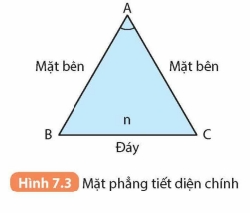 A
Mặt bên Mặt bên
n
B C
Đáy
Hình 7.3 Mặt phẳng tiết diện chính